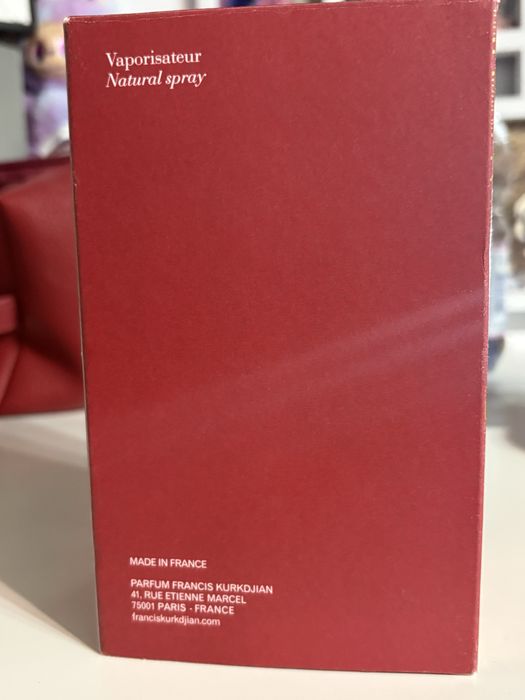 Vaporisateur
Natural spray
MADE IN FRANCE
PARFUM FRANCIS KURKDJIAN
41, RUE ETIENNE MARCEL
75001 PARIS · FRANCE
franciskurkdjian.com